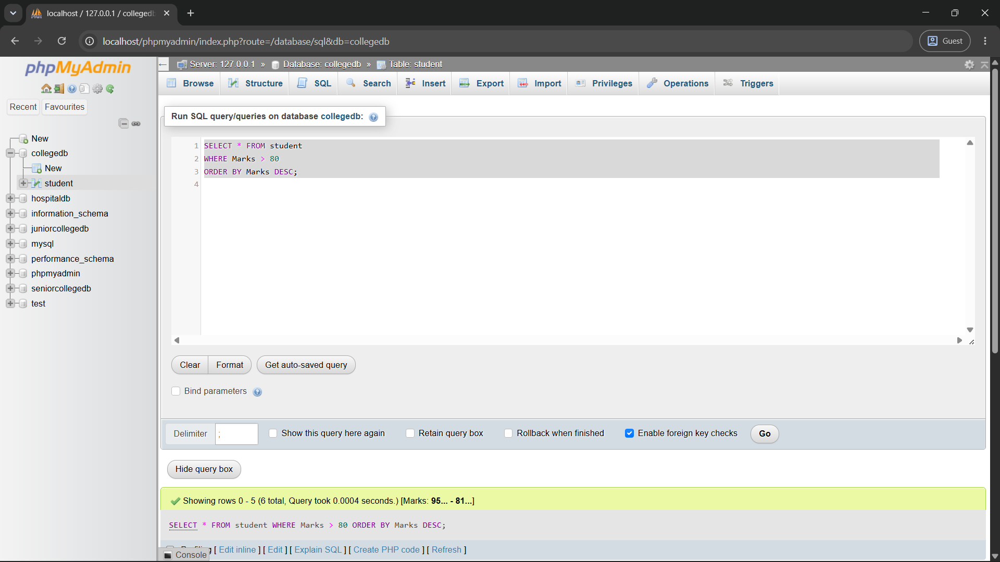 localhost / 127.0.0.1 / collegedb
localhost/phpmyadmin/index.php?route=/database/sql&db=collegedb
Guest
phpMyAdmin
Recent
Favourites
New
collegedb
New
student
hospitaldb
information_schema
juniorcollegedb
mysql
performance_schema
phpmyadmin
seniorcollegedb
test
Server: 127.0.0.1 » Database: collegedb » Table: student
Browse Structure SQL Search Insert Export Import Privileges Operations Triggers
Run SQL query/queries on database collegedb:
1 SELECT * FROM student
2 WHERE Marks > 80
3 ORDER BY Marks DESC;
4
Clear Format Get auto-saved query
Bind parameters
Delimiter ; Show this query here again Retain query box Rollback when finished Enable foreign key checks Go
Hide query box
Showing rows 0 - 5 (6 total, Query took 0.0004 seconds.) [Marks: 95... - 81...]
SELECT * FROM student WHERE Marks > 80 ORDER BY Marks DESC;
[ Edit inline ] [ Edit ] [ Explain SQL ] [ Create PHP code ] [ Refresh ]
Console